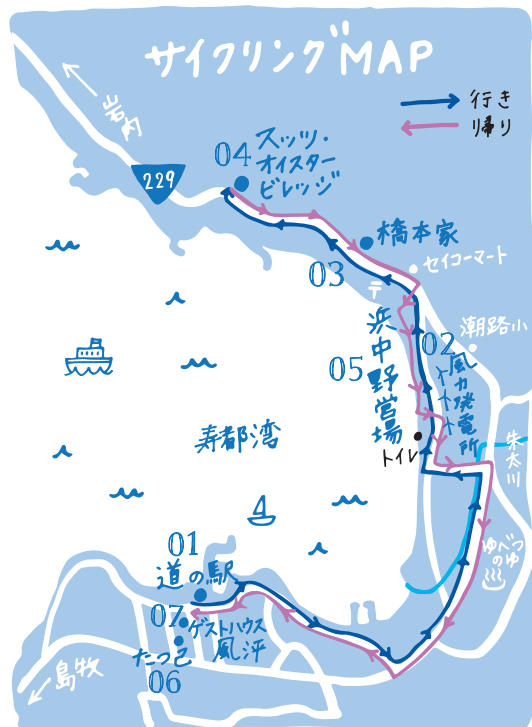 サイクリングMAP
行き
帰り
岩内
229
04
スッツ・
オイスター
ビレッジ
橋本家
03
セイコーマート
〒
潮路小
02
風力発電所
浜中野営場
05
トイレ
朱太川
寿都湾
ゆべつ
のゆ
01
道の駅
07
ゲストハウス
風泙
たつ己
06
島牧